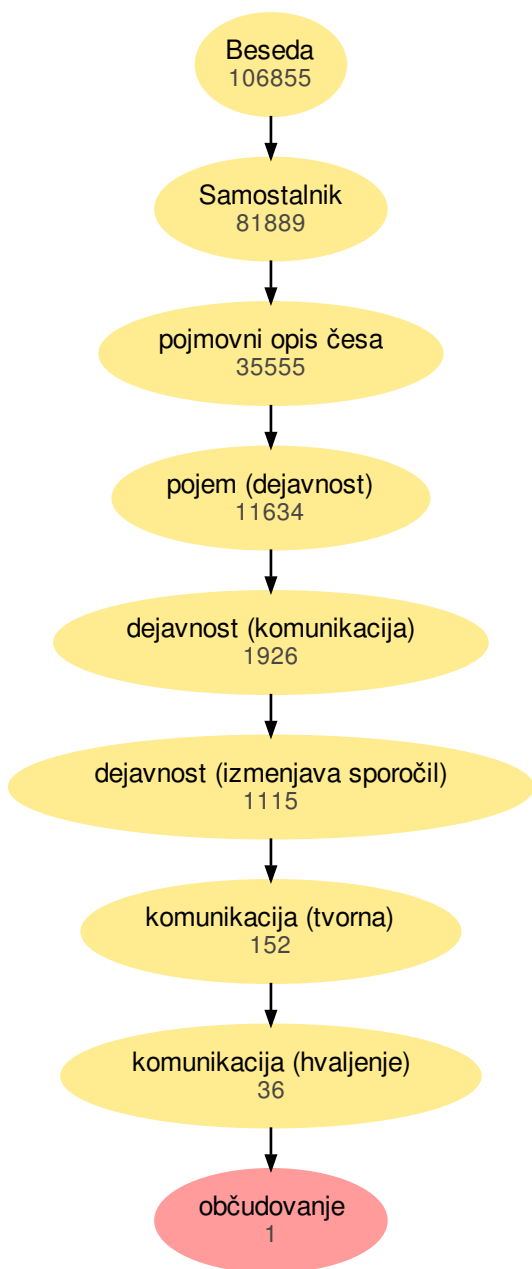 Beseda
106855
Samostalnik
81889
pojmovni opis česa
35555
pojem (dejavnost)
11634
dejavnost (komunikacija)
1926
dejavnost (izmenjava sporočil)
1115
komunikacija (tvorna)
152
komunikacija (hvaljenje)
36
občudovanje
1